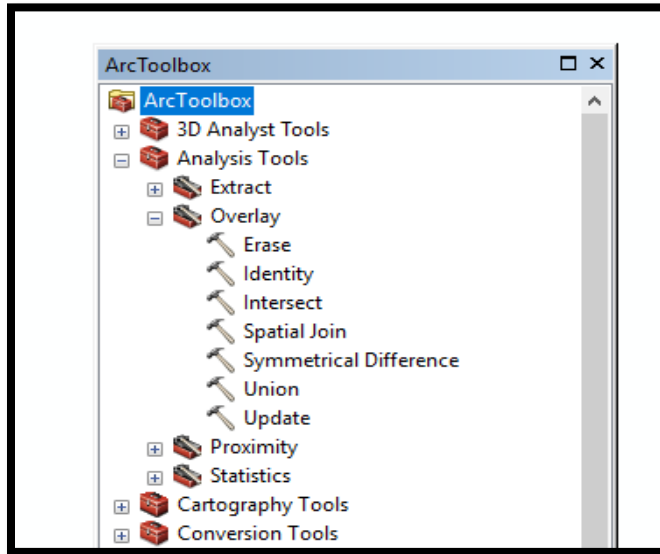 ArcToolbox
ArcToolbox
3D Analyst Tools
Analysis Tools
Extract
Overlay
Erase
Identity
Intersect
Spatial Join
Symmetrical Difference
Union
Update
Proximity
Statistics
Cartography Tools
Conversion Tools